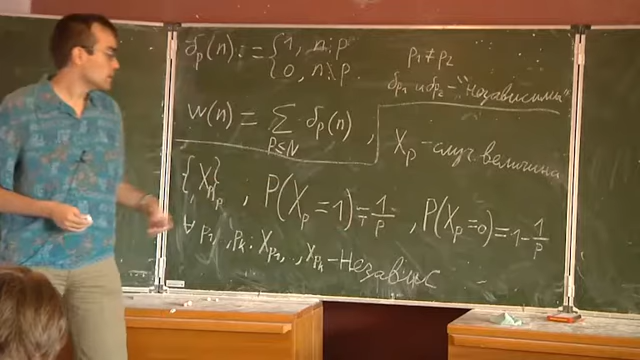 δ_p(n) := { 1, n⋮p
0, n⋮̸p
p₁≠p₂
δ_p₁ и δ_p₂ – "независимы"
w(n) = ∑_{p≤N} δ_p(n),
X_p – случ. величина
{X_p}, P(X_p=1)=1/p, P(X_p=0)=1-1/p
∀ p₁,.., p_k: X_p₁,.., X_p_k – независ